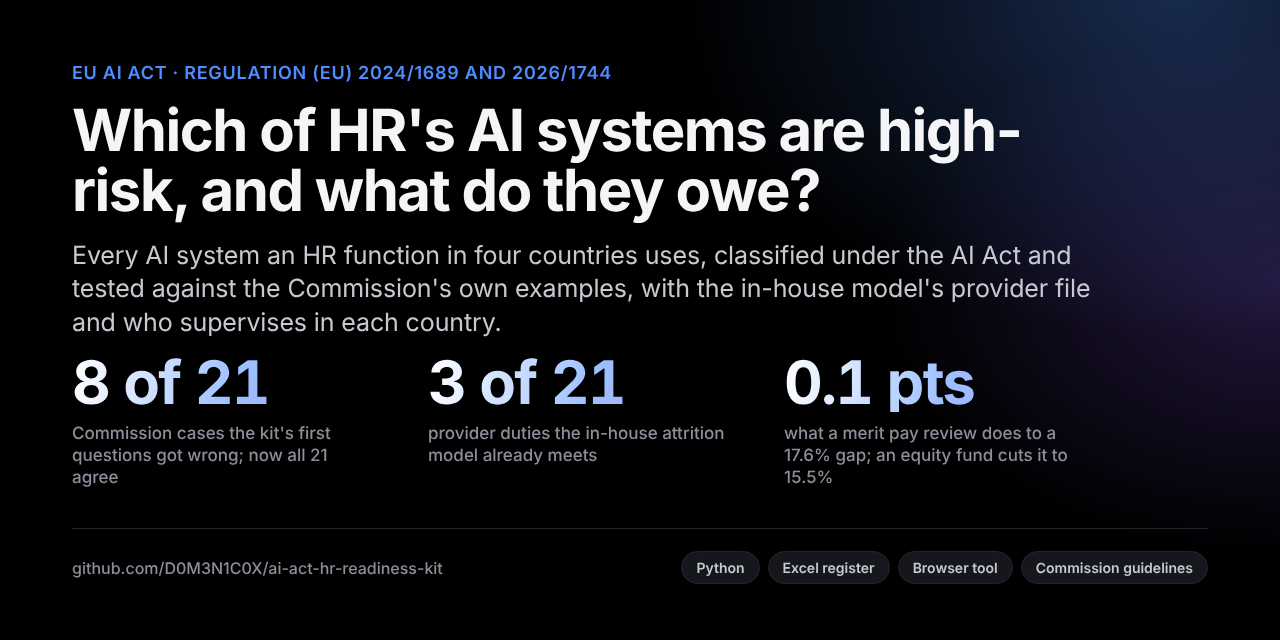 EU AI ACT · REGULATION (EU) 2024/1689 AND 2026/1744
Which of HR's AI systems are high-
risk, and what do they owe?
Every AI system an HR function in four countries uses, classified under the AI Act and
tested against the Commission's own examples, with the in-house model's provider file
and who supervises in each country.
8 of 21
Commission cases the kit's first
questions got wrong; now all 21
agree
3 of 21
provider duties the in-house attrition
model already meets
0.1 pts
what a merit pay review does to a
17.6% gap; an equity fund cuts it to
15.5%
github.com/D0M3N1C0X/ai-act-hr-readiness-kit
Python
Excel register
Browser tool
Commission guidelines